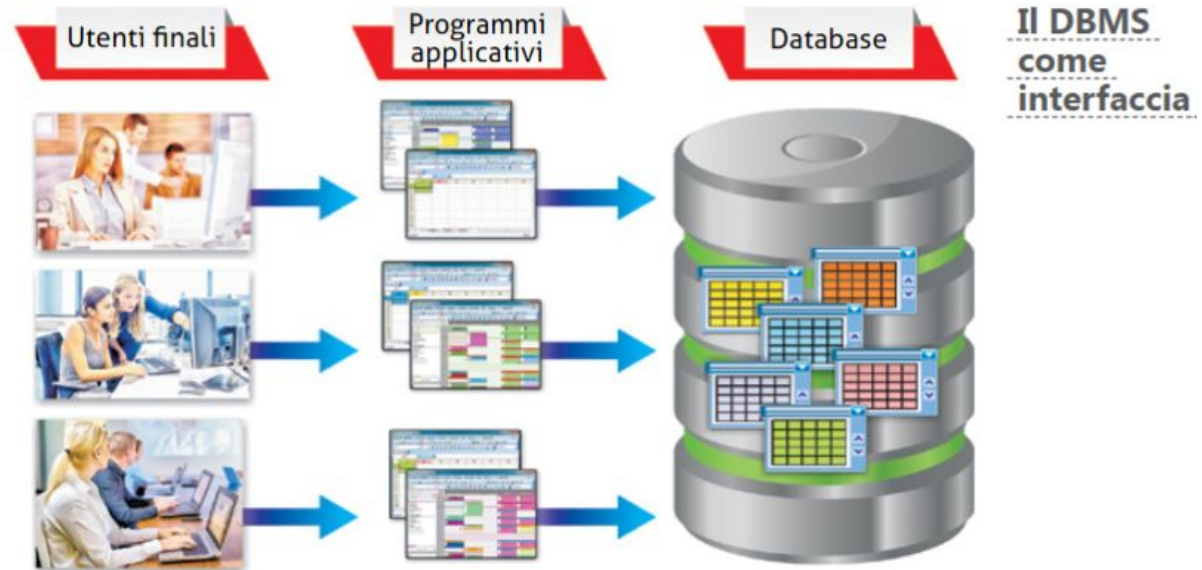 Utenti finali
Programmi
applicativi
Database
Il DBMS
come
interfaccia